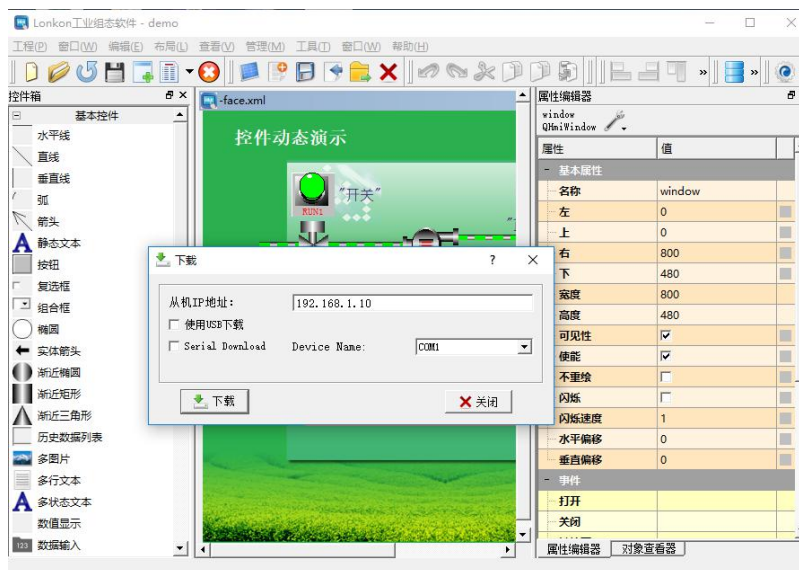 Lonkon工业组态软件 - demo
工程(P) 窗口(W) 编辑(E) 布局(L) 查看(V) 管理(M) 工具(T) 窗口(W) 帮助(H)
控件箱
基本控件
水平线
直线
垂直线
弧
箭头
静态文本
按钮
复选框
组合框
椭圆
实体箭头
渐近椭圆
渐近矩形
渐近三角形
历史数据列表
多图片
多行文本
多状态文本
数值显示
123 数据输入
-face.xml
控件动态演示
"开关"
RUN1
下载
从机IP地址: 192.168.1.10
使用USB下载
Serial Download Device Name: COM1
下载 关闭
属性编辑器
window
QHmiWindow
属性 值
基本属性
名称 window
左 0
上 0
右 800
下 480
宽度 800
高度 480
可见性
使能
不重绘
闪烁
闪烁速度 1
水平偏移 0
垂直偏移 0
事件
打开
关闭
属性编辑器 对象查看器